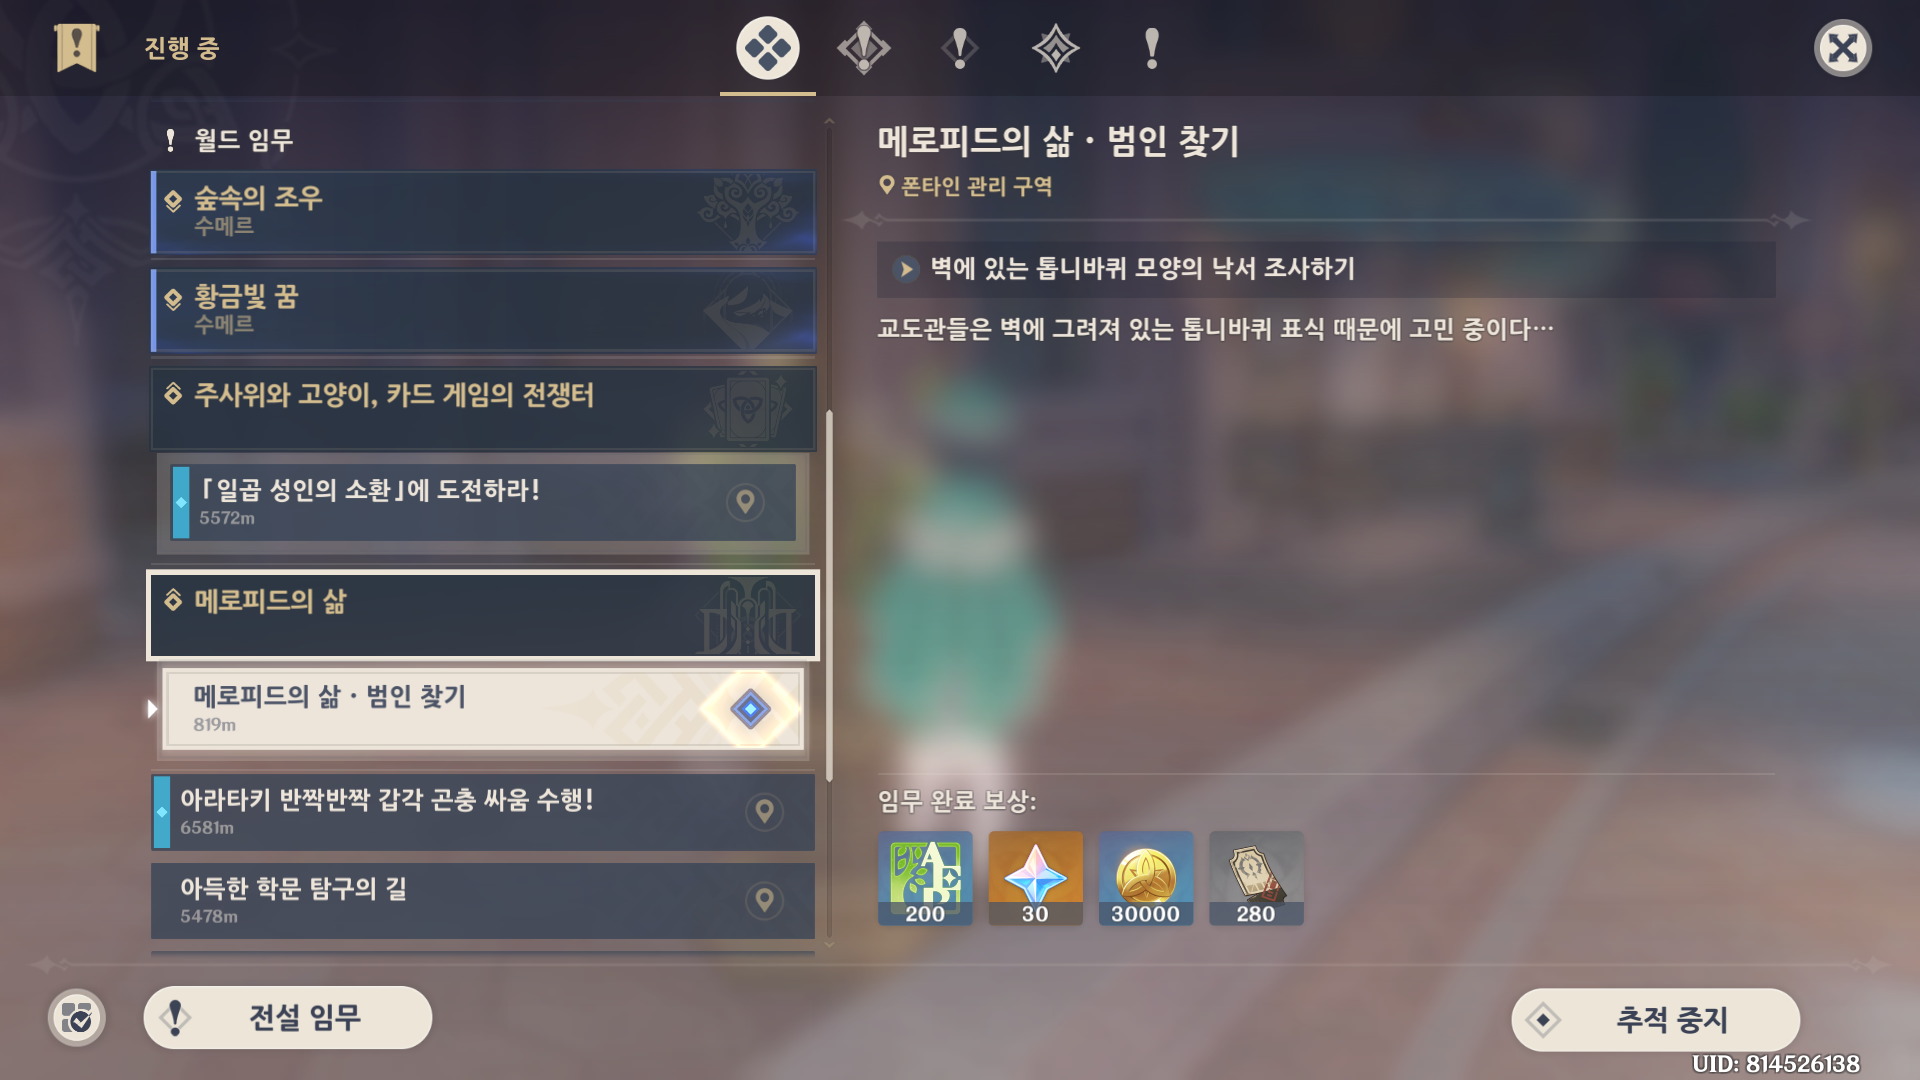 진행 중
월드 임무
숲속의 조우
수메르
황금빛 꿈
수메르
주사위와 고양이, 카드 게임의 전쟁터
「일곱 성인의 소환」에 도전하라!
5572m
메로피드의 삶
메로피드의 삶 · 범인 찾기
819m
아라타키 반짝반짝 갑각 곤충 싸움 수행!
6581m
아득한 학문 탐구의 길
5478m
전설 임무
메로피드의 삶 · 범인 찾기
폰타인 관리 구역
벽에 있는 톱니바퀴 모양의 낙서 조사하기
교도관들은 벽에 그려져 있는 톱니바퀴 표식 때문에 고민 중이다…
임무 완료 보상:
200
30
30000
280
추적 중지
UID: 814526138